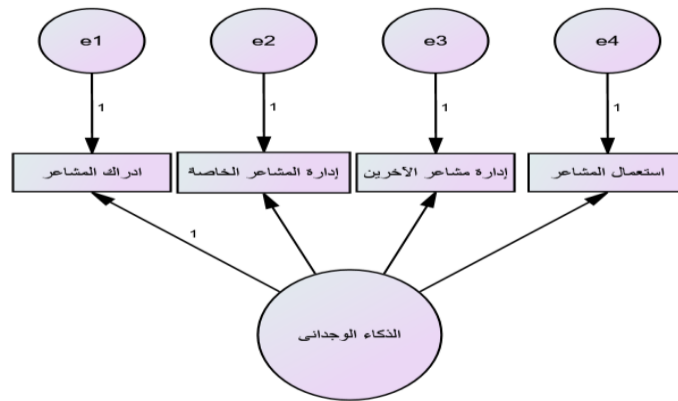 e1
e2
e3
e4
1
1
1
1
ادراك المشاعر
إدارة المشاعر الخاصة
إدارة مشاعر الآخرين
استعمال المشاعر
1
الذكاء الوجدانى